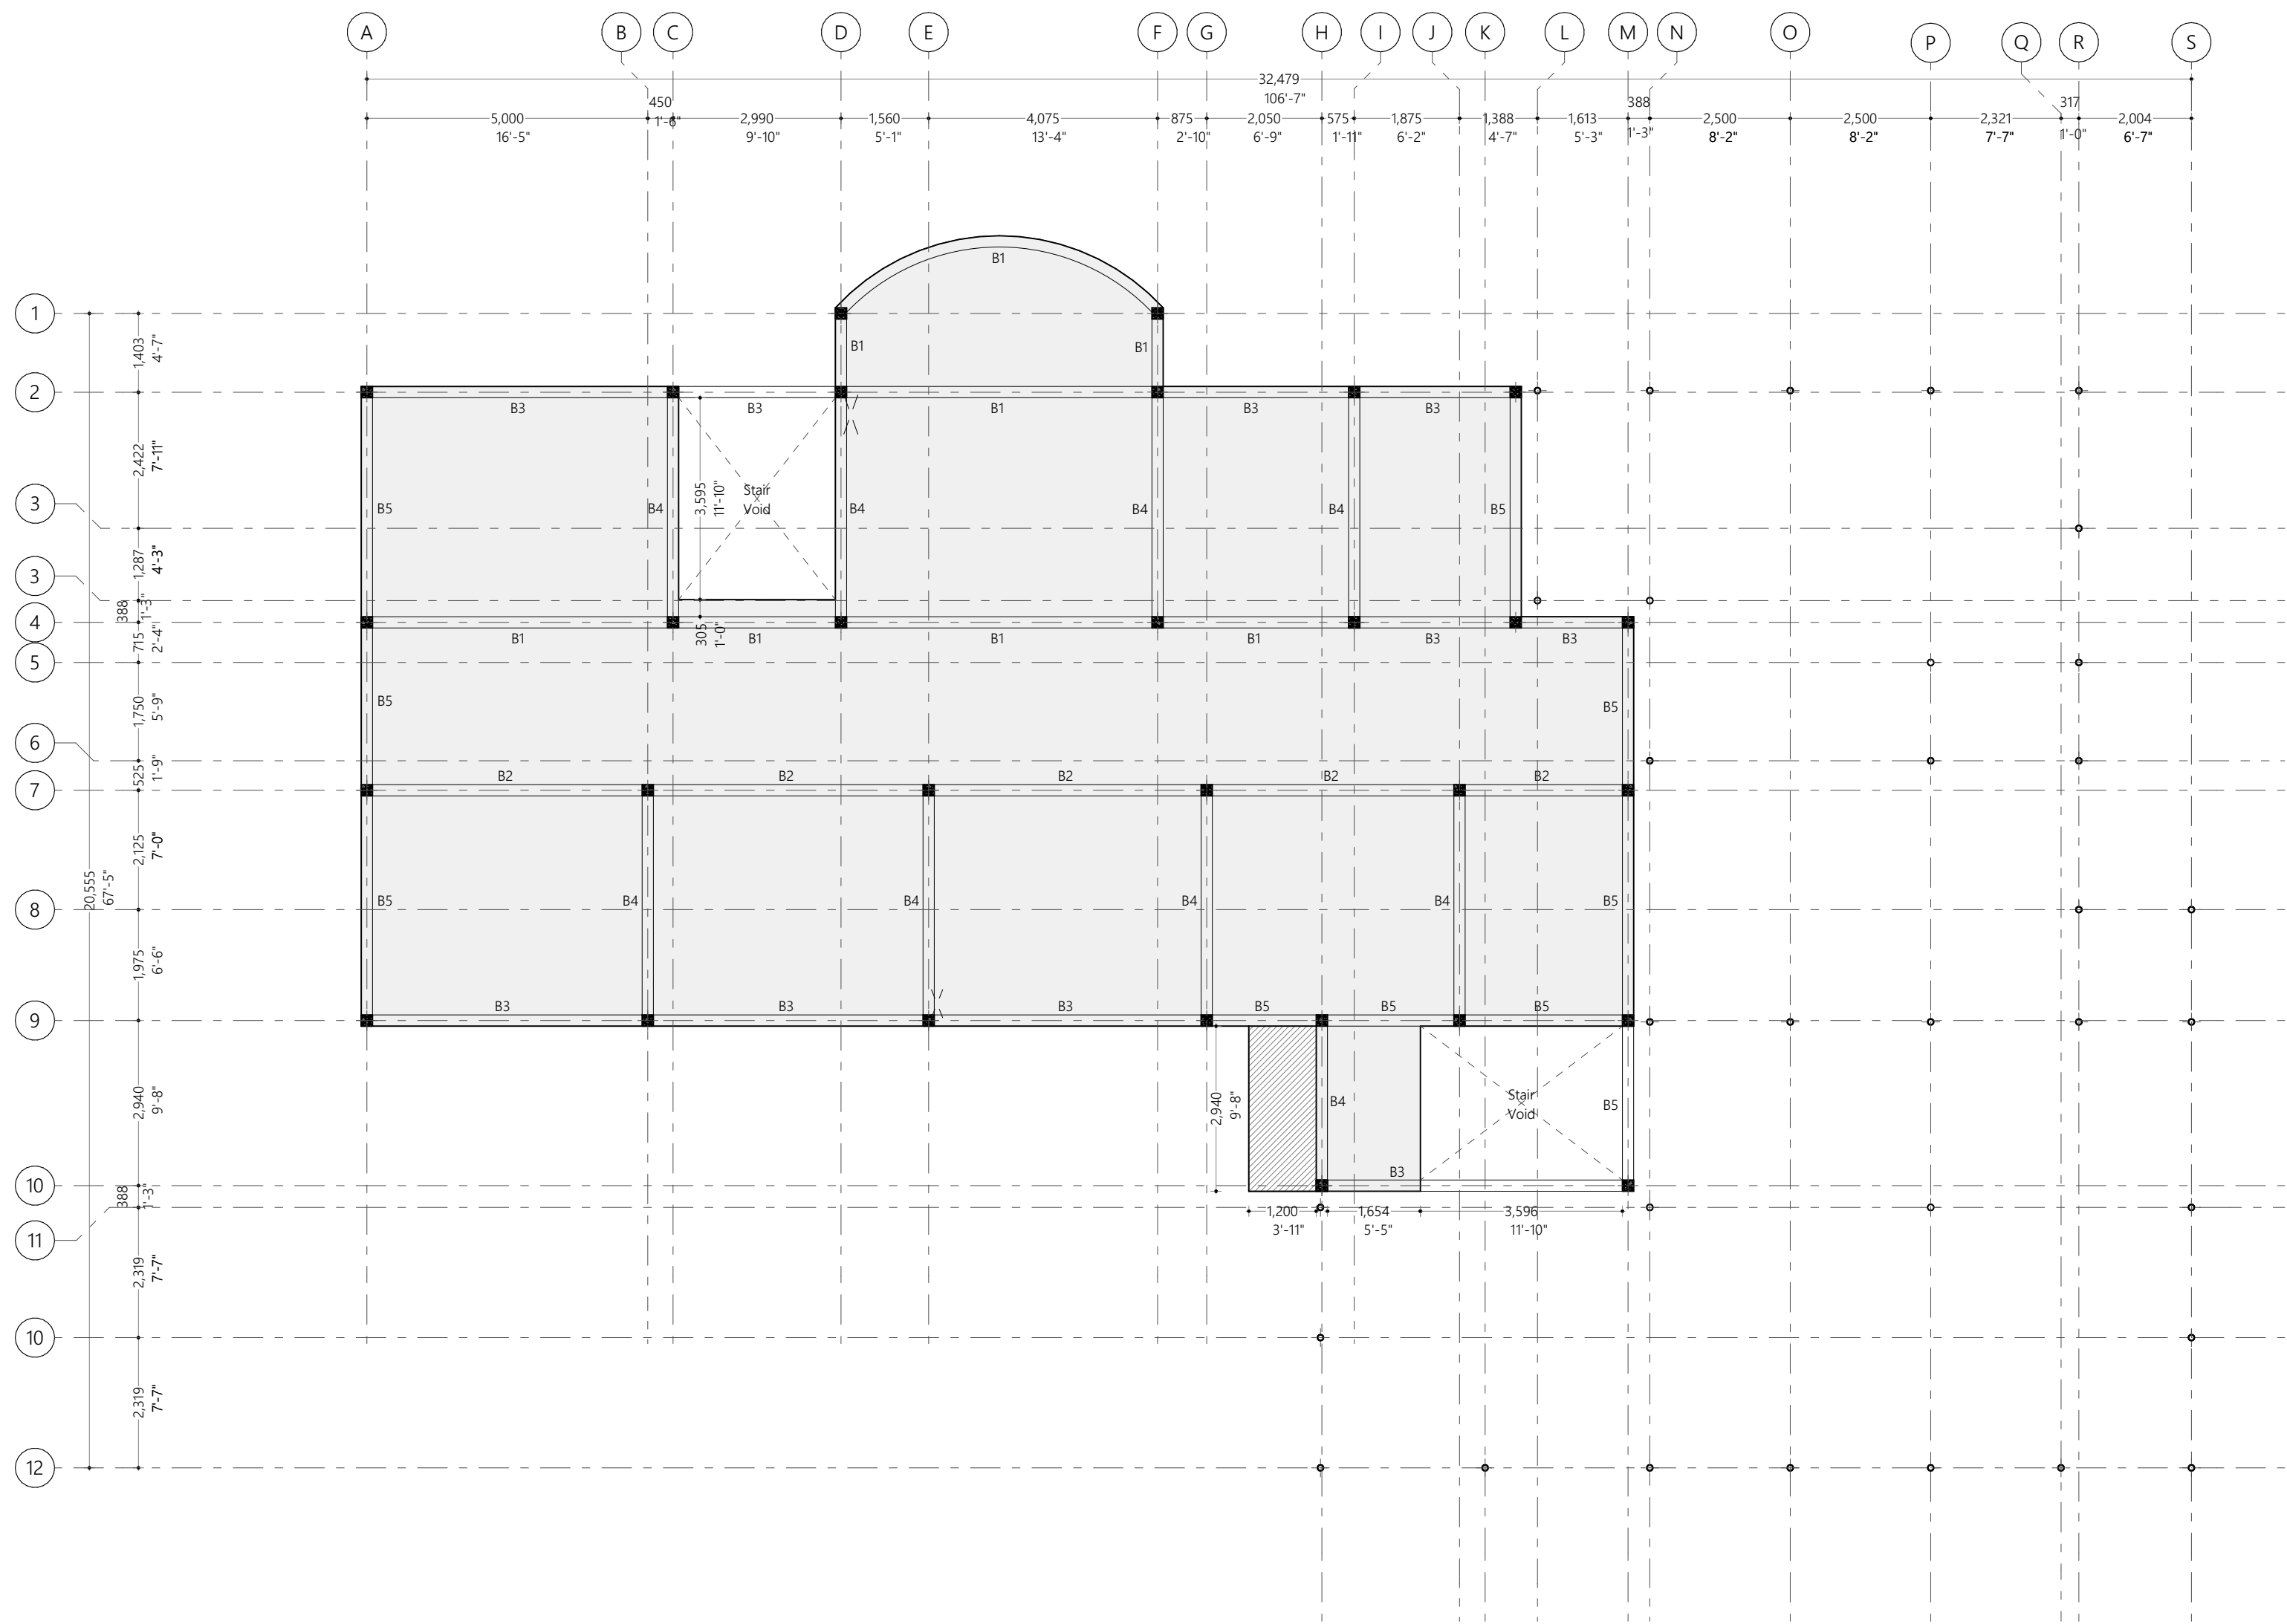 A B C D E F G H I J K L M N O P Q R S
32,479
106'-7"
450 388 317
5,000 2,990 1,560 4,075 875 2,050 575 1,875 1,388 1,613 2,500 2,500 2,321 2,004
1'-6" 1'-3" 1'-0"
16'-5" 9'-10" 5'-1" 13'-4" 2'-10" 6'-9" 1'-11" 6'-2" 4'-7" 5'-3" 8'-2" 8'-2" 7'-7" 6'-7"
B1
1
1,403 4'-7"
B1 B1
2
B3 B3 B1 B3 B3
2,422 7'-11"
3
3,595 11'-10"
Stair
Void
B5 B4 B4 B4 B4 B5
1,287 4'-3"
3
388 1'-3"
4
305 1'-0"
B1 B1 B1 B1 B3 B3
715 2'-4"
5
B5 B5
1,750 5'-9"
6
525 1'-9"
B2 B2 B2 B2 B2
7
2,125 7'-0"
20,555 67'-5"
B5 B4 B4 B4 B4 B5
8
1,975 6'-6"
B3 B3 B3 B5 B5 B5
9
2,940 9'-8"
2,940 9'-8"
Stair
Void
B4 B5
B3
10
388 1'-3"
1,200 1,654 3,596
3'-11" 5'-5" 11'-10"
11
2,319 7'-7"
10
2,319 7'-7"
12